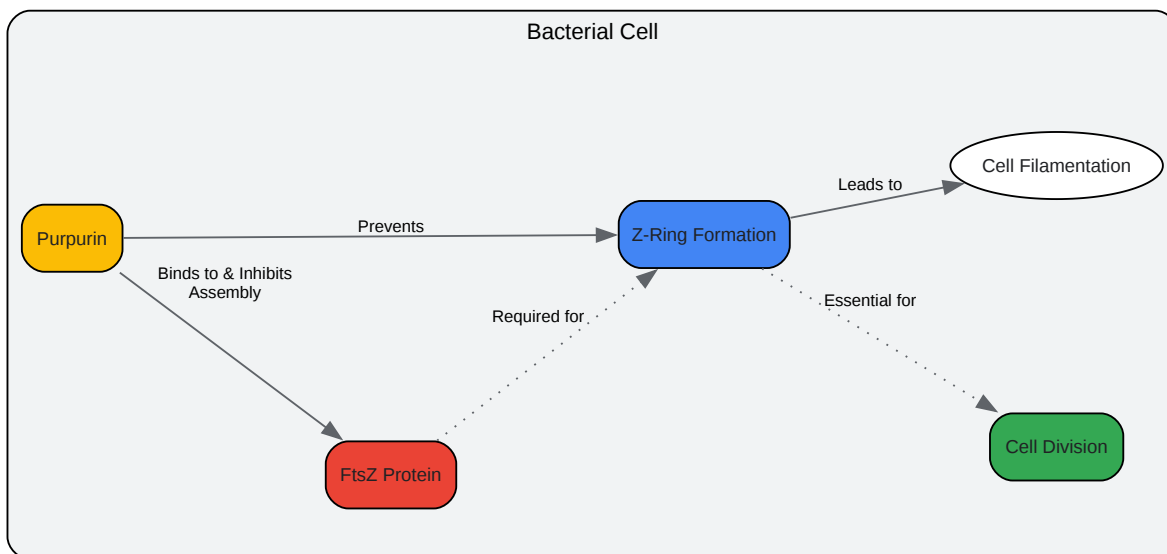 Bacterial Cell
Cell Filamentation
Leads to
Prevents
Z-Ring Formation
Purpurin
Binds to & Inhibits
Assembly
Essential for
Required for
Cell Division
FtsZ Protein